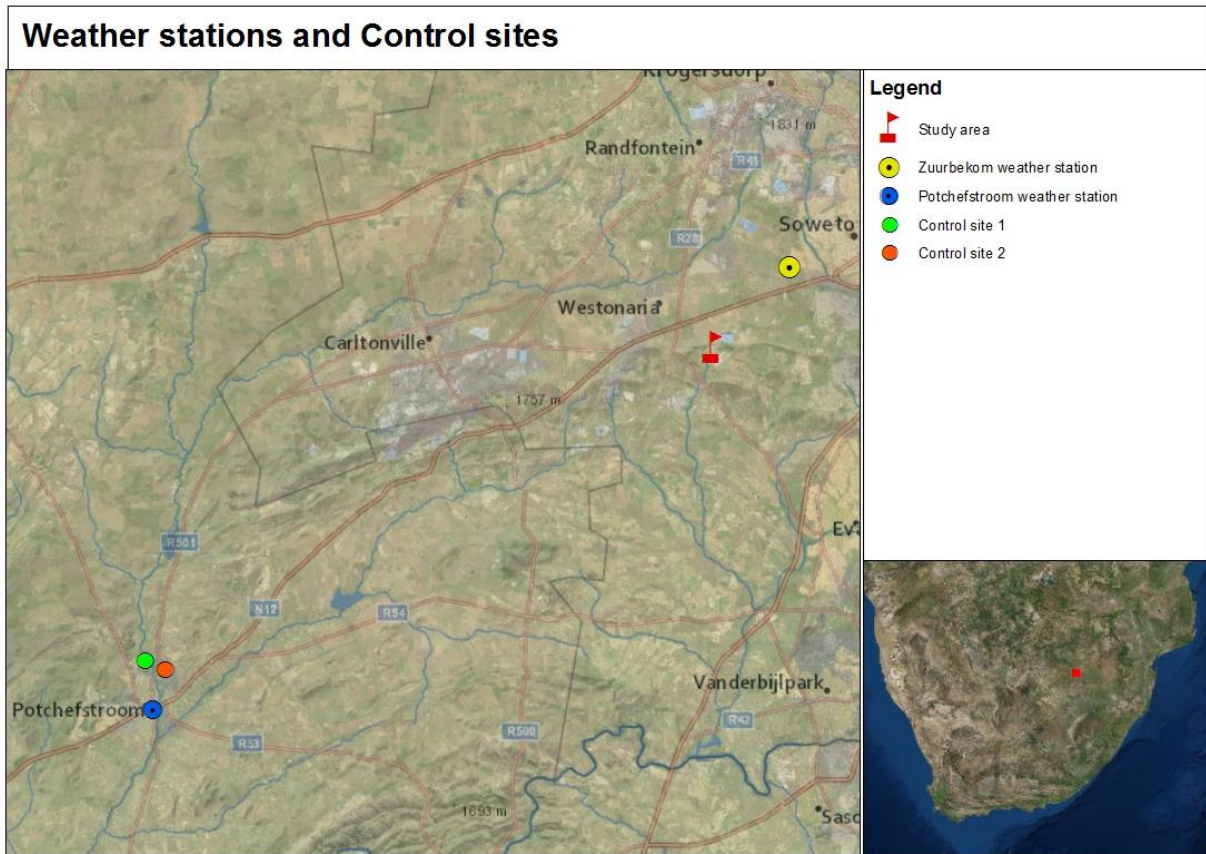 Weather stations and Control sites
Krugersdorp
1831 m
Randfontein
R41
Soweto
R28
Westonaria
Carltonville
1757 m
R501
N12
R54
Vanderbijlpark
Potchefstroom
R42
R53
R500
1693 m
Legend
Study area
Zuurbekom weather station
Potchefstroom weather station
Control site 1
Control site 2